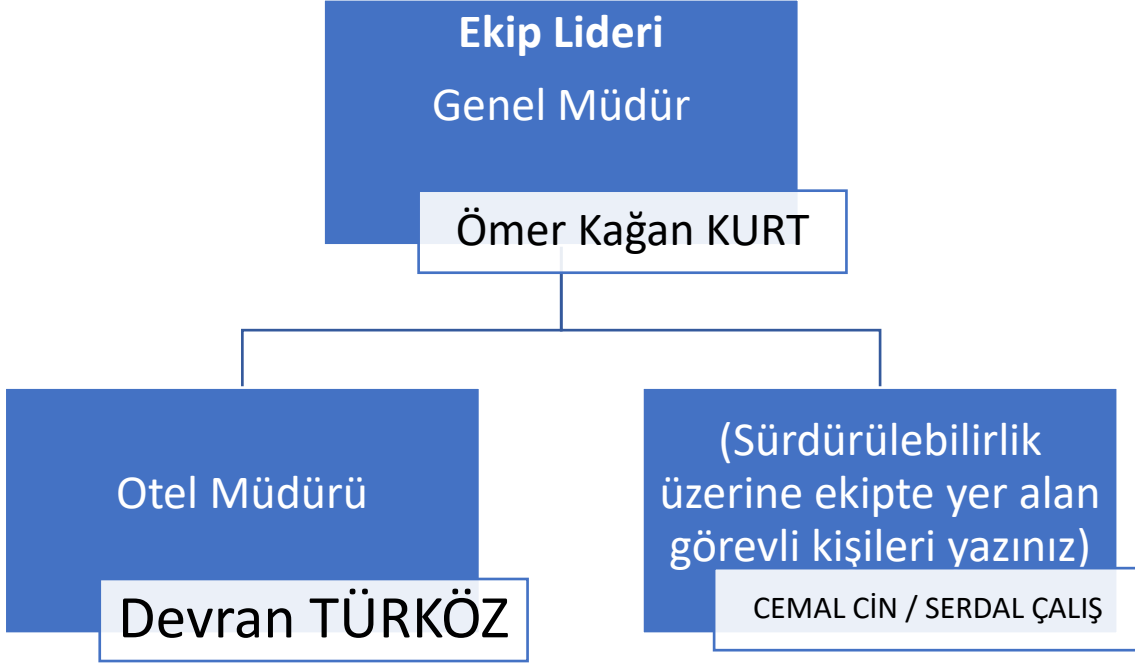 Ekip Lideri
Genel Müdür
Ömer Kağan KURT
Otel Müdürü
Devran TÜRKÖZ
(Sürdürülebilirlik
üzerine ekipte yer alan
görevli kişileri yazınız)
CEMAL CİN / SERDAL ÇALIŞ